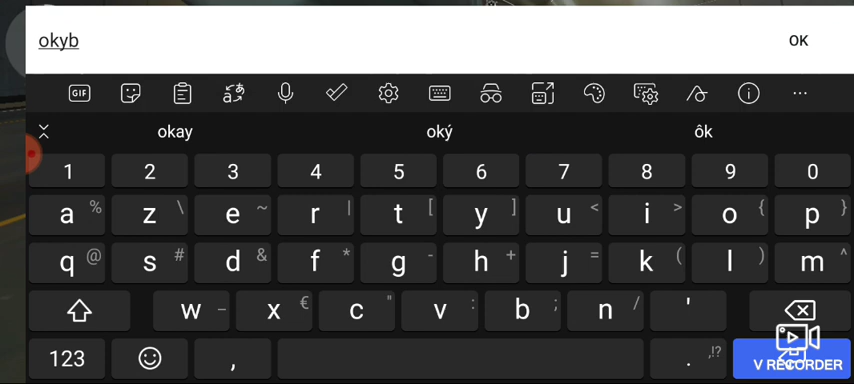 okyb OK
GIF
okay oký ôk
1 2 3 4 5 6 7 8 9 0
a % z \ e ~ r | t [ y ] u < i > o { p }
q @ s # d & f * g - h + j = k ( l ) m ^
w _ x € c " v : b ; n / '
123 , . ,!? V RECORDER